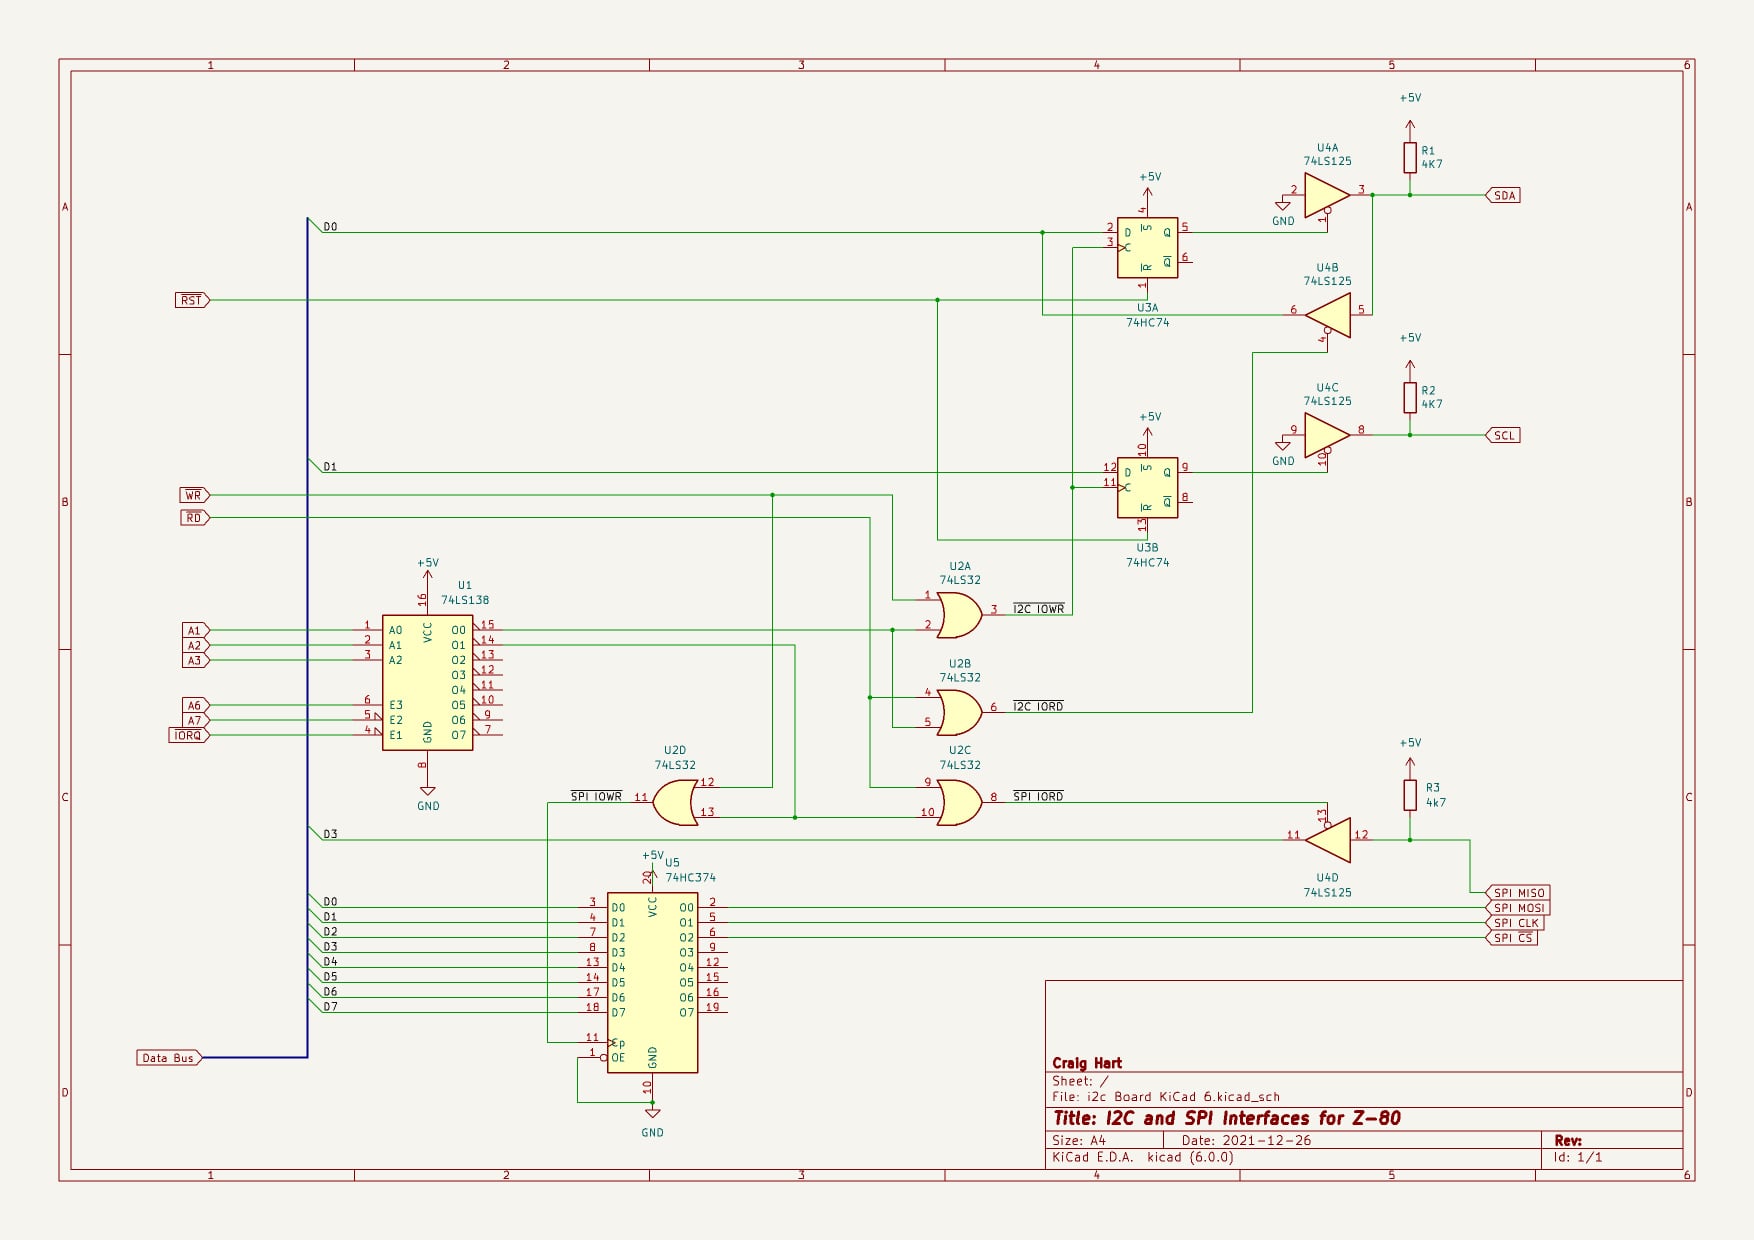 1 2 3 4 5 6
+5V
U4A
74LS125
R1
4K7
+5V
2 3
SDA
1
GND
A A
4
D0
2 D S Q 5
3 C
R Q 6
1
U4B
74LS125
RST
U3A
74HC74
6 5
4
+5V
U4C
74LS125
R2
4K7
+5V
9 8
SCL
10
GND
10
D1
12 D S Q 9
11 C
R Q 8
13
WR
B B
RD
U3B
74HC74
+5V
U1
74LS138
16
U2A
74LS32
1
2
3
I2C IOWR
A1 1 A0 VCC O0 15
A2 2 A1 O1 14
A3 3 A2 O2 13
O3 12
O4 11
A6 6 E3 O5 10
A7 5 E2 GND O6 9
IORQ 4 E1 O7 7
8
GND
U2B
74LS32
4
5
6
I2C IORD
U2D
74LS32
12
13
11
SPI IOWR
U2C
74LS32
9
10
8
SPI IORD
+5V
R3
4k7
C C
13
D3
11 12
U4D
74LS125
+5V
U5
74HC374
20
SPI MISO
D0 3 D0 VCC O0 2 SPI MOSI
D1 4 D1 O1 5 SPI CLK
D2 7 D2 O2 6 SPI CS
D3 8 D3 O3 9
D4 13 D4 O4 12
D5 14 D5 O5 15
D6 17 D6 O6 16
D7 18 D7 O7 19
11 Cp
1 OE GND
10
GND
Data Bus
D D
Craig Hart
Sheet: /
File: i2c Board KiCad 6.kicad_sch
Title: I2C and SPI Interfaces for Z-80
Size: A4 Date: 2021-12-26 Rev:
KiCad E.D.A. kicad (6.0.0) Id: 1/1
1 2 3 4 5 6